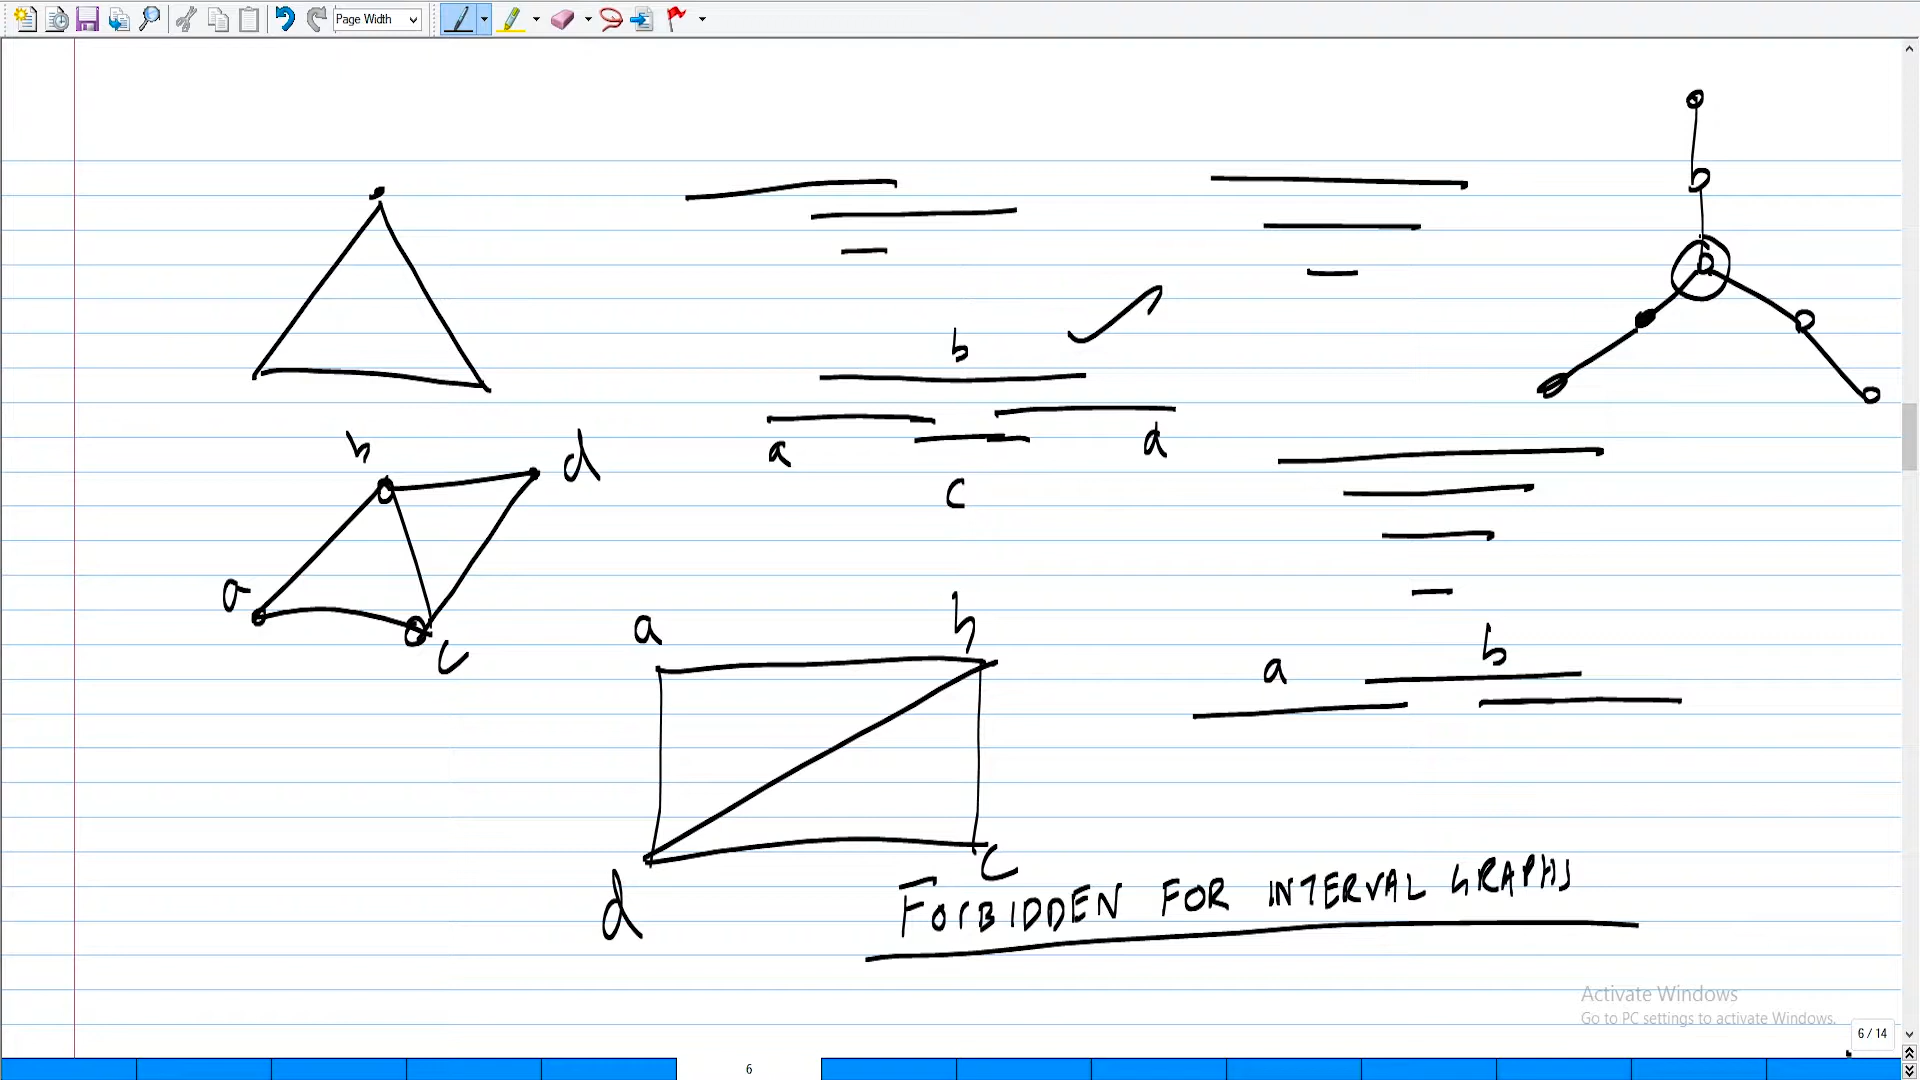 Page Width
b
a
d
c
b
d
a
c
a
b
d
c
a
b
FORBIDDEN FOR INTERVAL GRAPHS
Activate Windows
Go to PC settings to activate Windows.
6 / 14
6